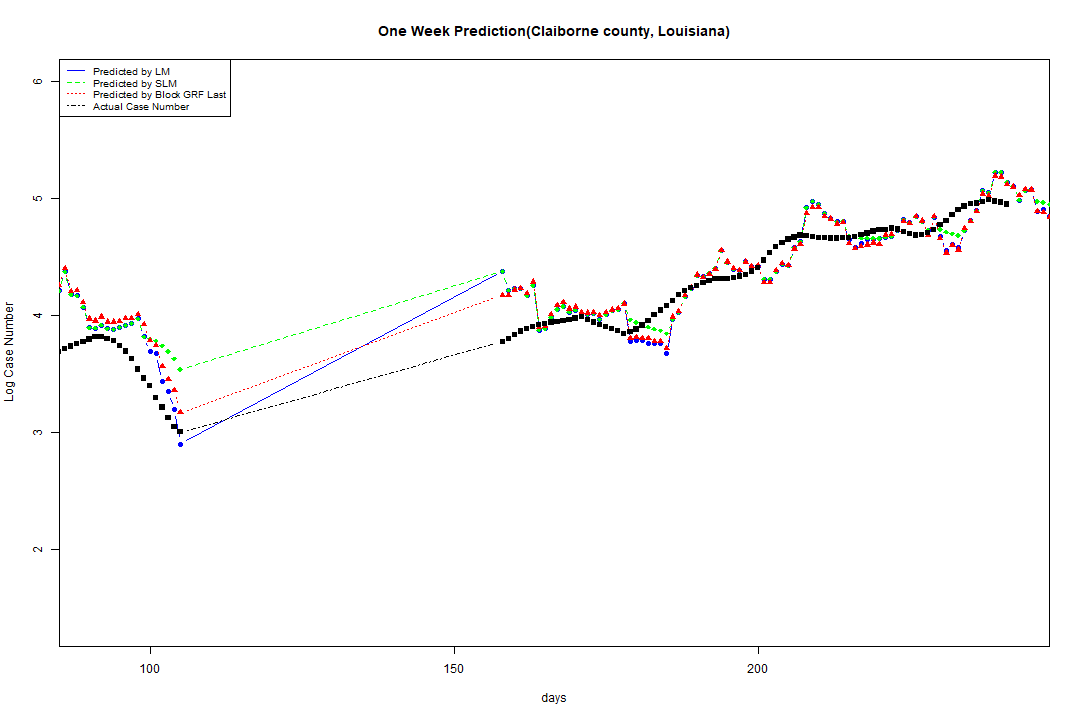 One Week Prediction(Claiborne county, Louisiana)
Predicted by LM
Predicted by SLM
Predicted by Block GRF Last
Actual Case Number
6
5
4
3
2
Log Case Number
100 150 200
days